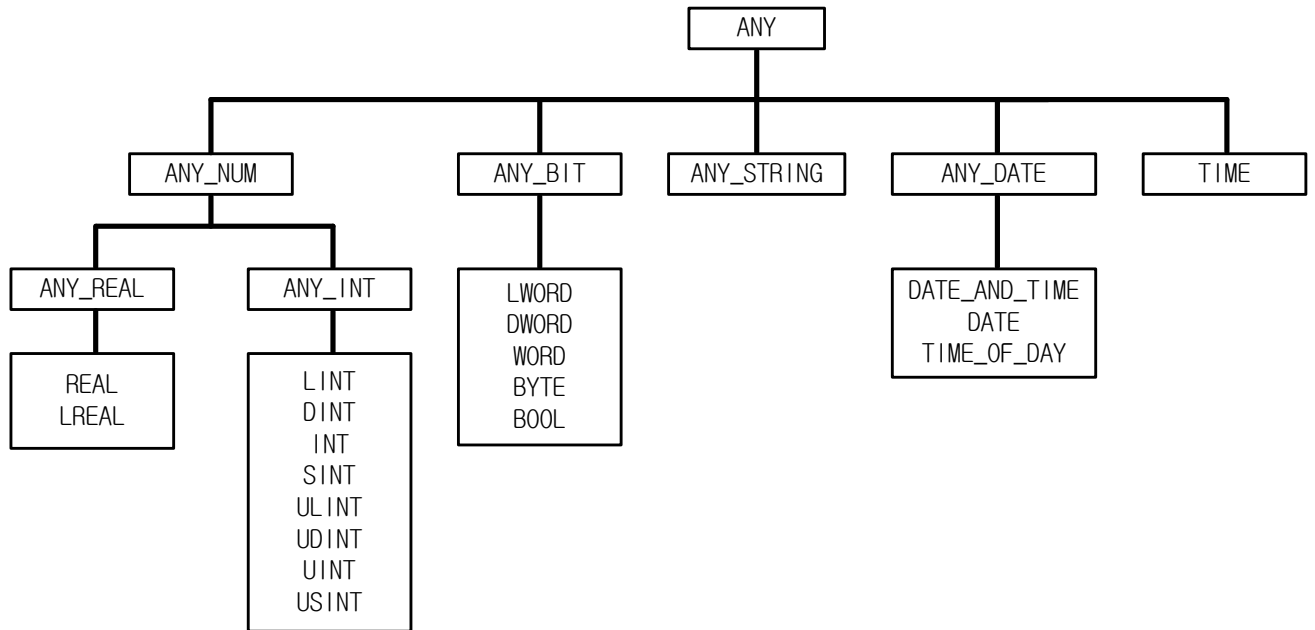 ANY
ANY_NUM
ANY_BIT
ANY_STRING
ANY_DATE
TIME
ANY_REAL
ANY_INT
REAL
LREAL
LINT
DINT
INT
SINT
ULINT
UDINT
UINT
USINT
LWORD
DWORD
WORD
BYTE
BOOL
DATE_AND_TIME
DATE
TIME_OF_DAY